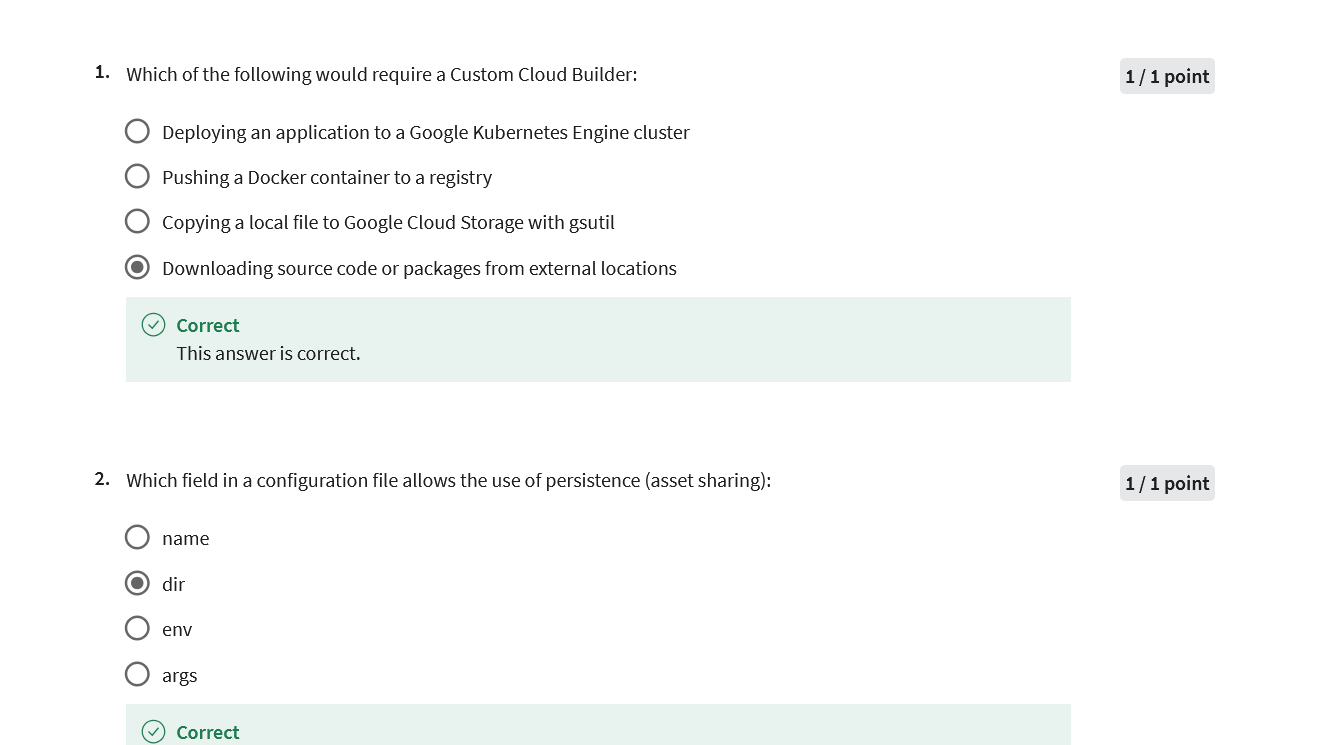 1. Which of the following would require a Custom Cloud Builder:
1 / 1 point
Deploying an application to a Google Kubernetes Engine cluster
Pushing a Docker container to a registry
Copying a local file to Google Cloud Storage with gsutil
Downloading source code or packages from external locations
Correct
This answer is correct.
2. Which field in a configuration file allows the use of persistence (asset sharing):
1 / 1 point
name
dir
env
args
Correct